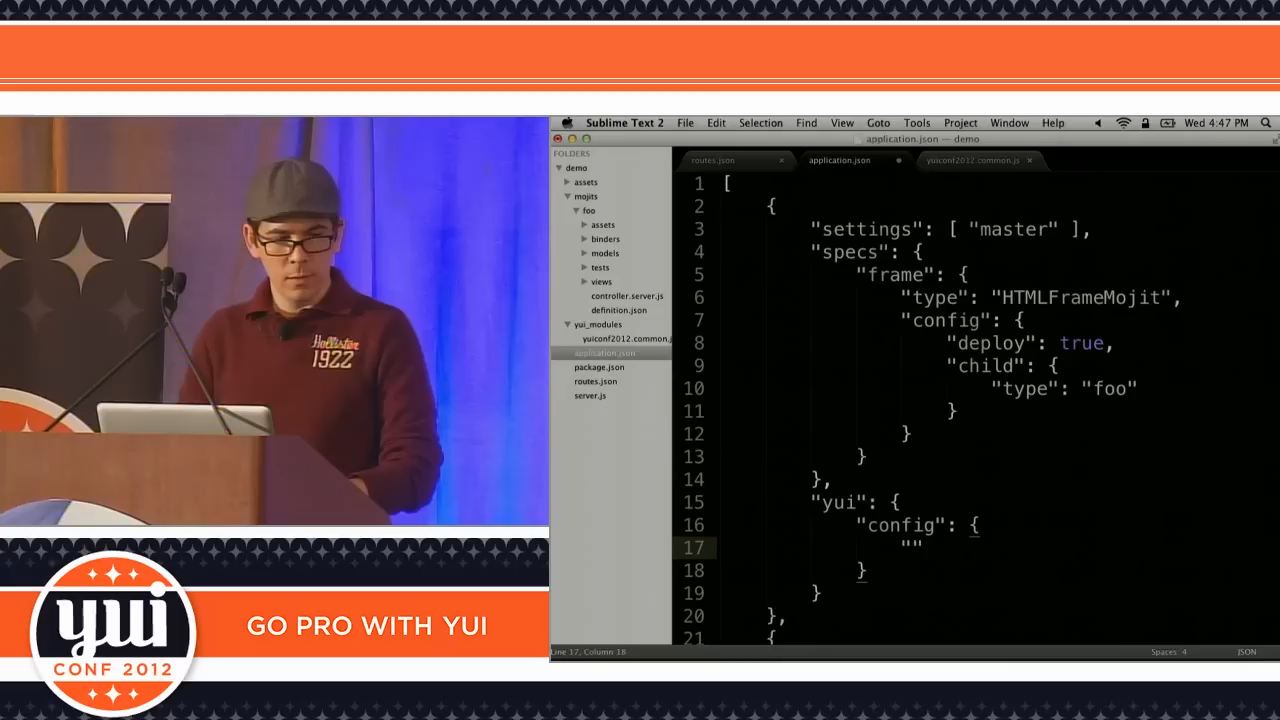 Hollister
1922
yui
CONF 2012
GO PRO WITH YUI
Sublime Text 2 File Edit Selection Find View Goto Tools Project Window Help Wed 4:47 PM
application.json — demo
FOLDERS
demo
assets
mojits
foo
assets
binders
models
tests
views
controller.server.js
definition.json
yui_modules
yuiconf2012.common.j
application.json
package.json
routes.json
server.js
routes.json × application.json yuiconf2012.common.js ×
1 [
2 {
3 "settings": [ "master" ],
4 "specs": {
5 "frame": {
6 "type": "HTMLFrameMojit",
7 "config": {
8 "deploy": true,
9 "child": {
10 "type": "foo"
11 }
12 }
13 }
14 },
15 "yui": {
16 "config": {
17 ""
18 }
19 }
20 },
21 {
Line 17, Column 18 Spaces: 4 JSON